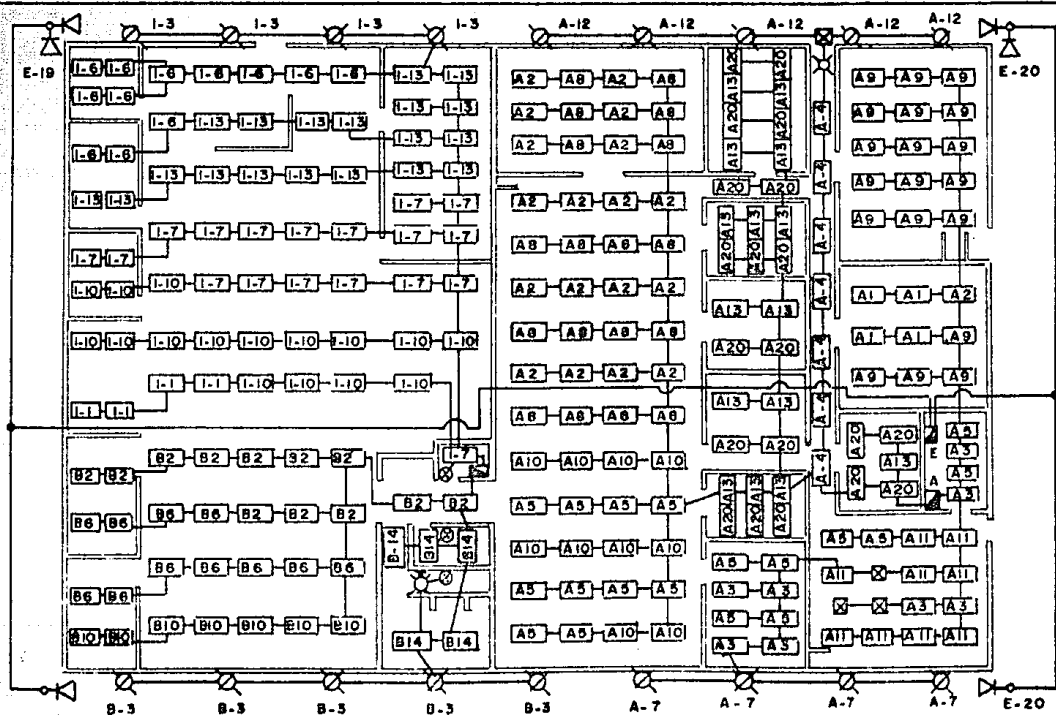 I-3 I-3 I-3 I-3 A-12 A-12 A-12 A-12 A-12
E-19
E-20
I-6 I-6 I-6 I-6 I-6 I-6 I-6 I-13 I-13
I-6 I-6
I-13 I-13
I-6 I-13 I-13 I-13 I-13
I-6 I-6 I-13 I-13
I-13 I-13 I-13 I-13 I-13 I-13 I-13
I-13 I-13 I-7 I-7
I-7 I-7 I-7 I-7 I-7 I-7 I-7
I-7 I-7
I-10 I-10 I-10 I-7 I-7 I-7 I-7 I-7 I-7
I-10 I-10 I-10 I-10 I-10 I-10 I-10 I-10 I-10
I-1 I-1 I-10 I-10 I-10 I-10
I-1 I-1
B2 B2 B2 B2 B2
I-7
B2 B2
B2 B2
B6 B6 B6 B6 B2 B2 B2
B-14 B14 B14
B6 B6 B6 B6 B6
B6 B6
B10 B10 B10 B10 B10 B10 B10
B14 B14
A2 A8 A2 A8
A2 A8 A2 A8
A2 A8 A2 A8
A2 A2 A2 A2
A8 A8 A6 A8
A2 A2 A2 A2
A8 A8 A8 A8
A2 A2 A2 A2
A8 A8 A6 A8
A10 A10 A10 A10
A5 A5 A5 A5
A10 A10 A10 A10
A5 A5 A5 A5
A5 A5 A10 A10
A13 A20 A13 A20
A13 A20 A13 A20
A20 A20
A20 A13 A20 A13 A20 A13
A13 A13
A20 A20
A13 A13
A20 A20
A20 A13 A20 A13 A20 A13
A5 A5
A3 A3
A5 A5
A3 A3
A-4
A-4
A-4
A-4
A-4
A-4
A-4
A9 A9 A9
A9 A9 A9
A9 A9 A9
A9 A9 A9
A9 A9 A9
A1 A1 A2
A1 A1 A9
A9 A9 A9
A20 A20 E A5
A13 A3
A20 A20 A A5
A3
A5 A5 A11 A11
A11 A11
A3 A3
A11 A11 A11 A11
E-20
B-3 B-3 B-3 B-3 B-3 A-7 A-7 A-7 A-7